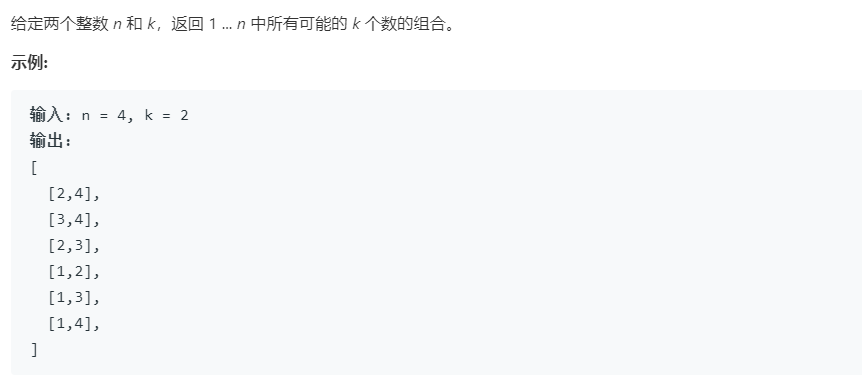 给定两个整数 n 和 k，返回 1 ... n 中所有可能的 k 个数的组合。
示例:
输入: n = 4, k = 2
输出:
[
  [2,4],
  [3,4],
  [2,3],
  [1,2],
  [1,3],
  [1,4],
]